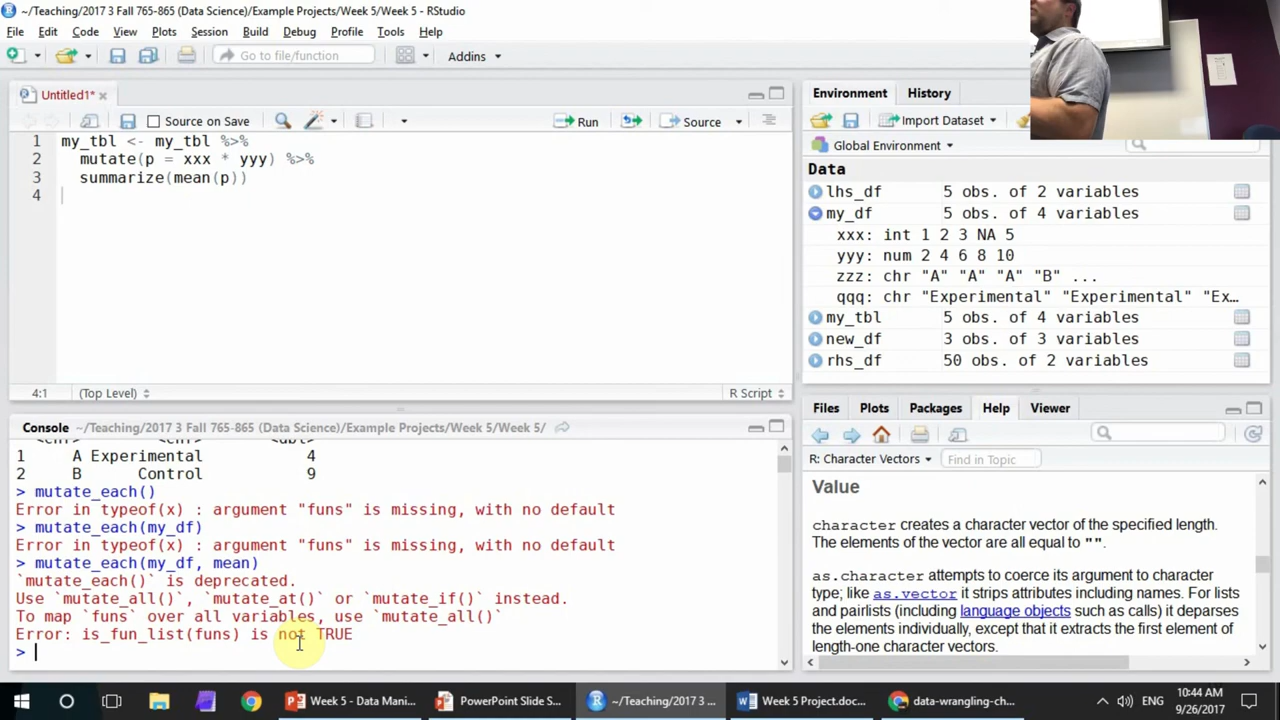 ~/Teaching/2017 3 Fall 765-865 (Data Science)/Example Projects/Week 5/Week 5 - RStudio
File Edit Code View Plots Session Build Debug Profile Tools Help
Go to file/function
Addins
Untitled1*
Source on Save
Run
Source
1 my_tbl <- my_tbl %>%
2 mutate(p = xxx * yyy) %>%
3 summarize(mean(p))
4
4:1 (Top Level) R Script
Console ~/Teaching/2017 3 Fall 765-865 (Data Science)/Example Projects/Week 5/Week 5/
<chr> <chr> <dbl>
1 A Experimental 4
2 B Control 9
> mutate_each()
Error in typeof(x) : argument "funs" is missing, with no default
> mutate_each(my_df)
Error in typeof(x) : argument "funs" is missing, with no default
> mutate_each(my_df, mean)
`mutate_each()` is deprecated.
Use `mutate_all()`, `mutate_at()` or `mutate_if()` instead.
To map `funs` over all variables, use `mutate_all()`
Error: is_fun_list(funs) is not TRUE
>
Environment History
Import Dataset
Global Environment
Data
lhs_df 5 obs. of 2 variables
my_df 5 obs. of 4 variables
xxx: int 1 2 3 NA 5
yyy: num 2 4 6 8 10
zzz: chr "A" "A" "A" "B" ...
qqq: chr "Experimental" "Experimental" "Ex...
my_tbl 5 obs. of 4 variables
new_df 3 obs. of 3 variables
rhs_df 50 obs. of 2 variables
Files Plots Packages Help Viewer
R: Character Vectors
Find in Topic
Value
character creates a character vector of the specified length.
The elements of the vector are all equal to "".
as.character attempts to coerce its argument to character
type; like as.vector it strips attributes including names. For lists
and pairlists (including language objects such as calls) it deparses
the elements individually, except that it extracts the first element of
length-one character vectors.
Week 5 - Data Mani...
PowerPoint Slide S...
~/Teaching/2017 3 ...
Week 5 Project.doc...
data-wrangling-ch...
ENG
10:44 AM
9/26/2017